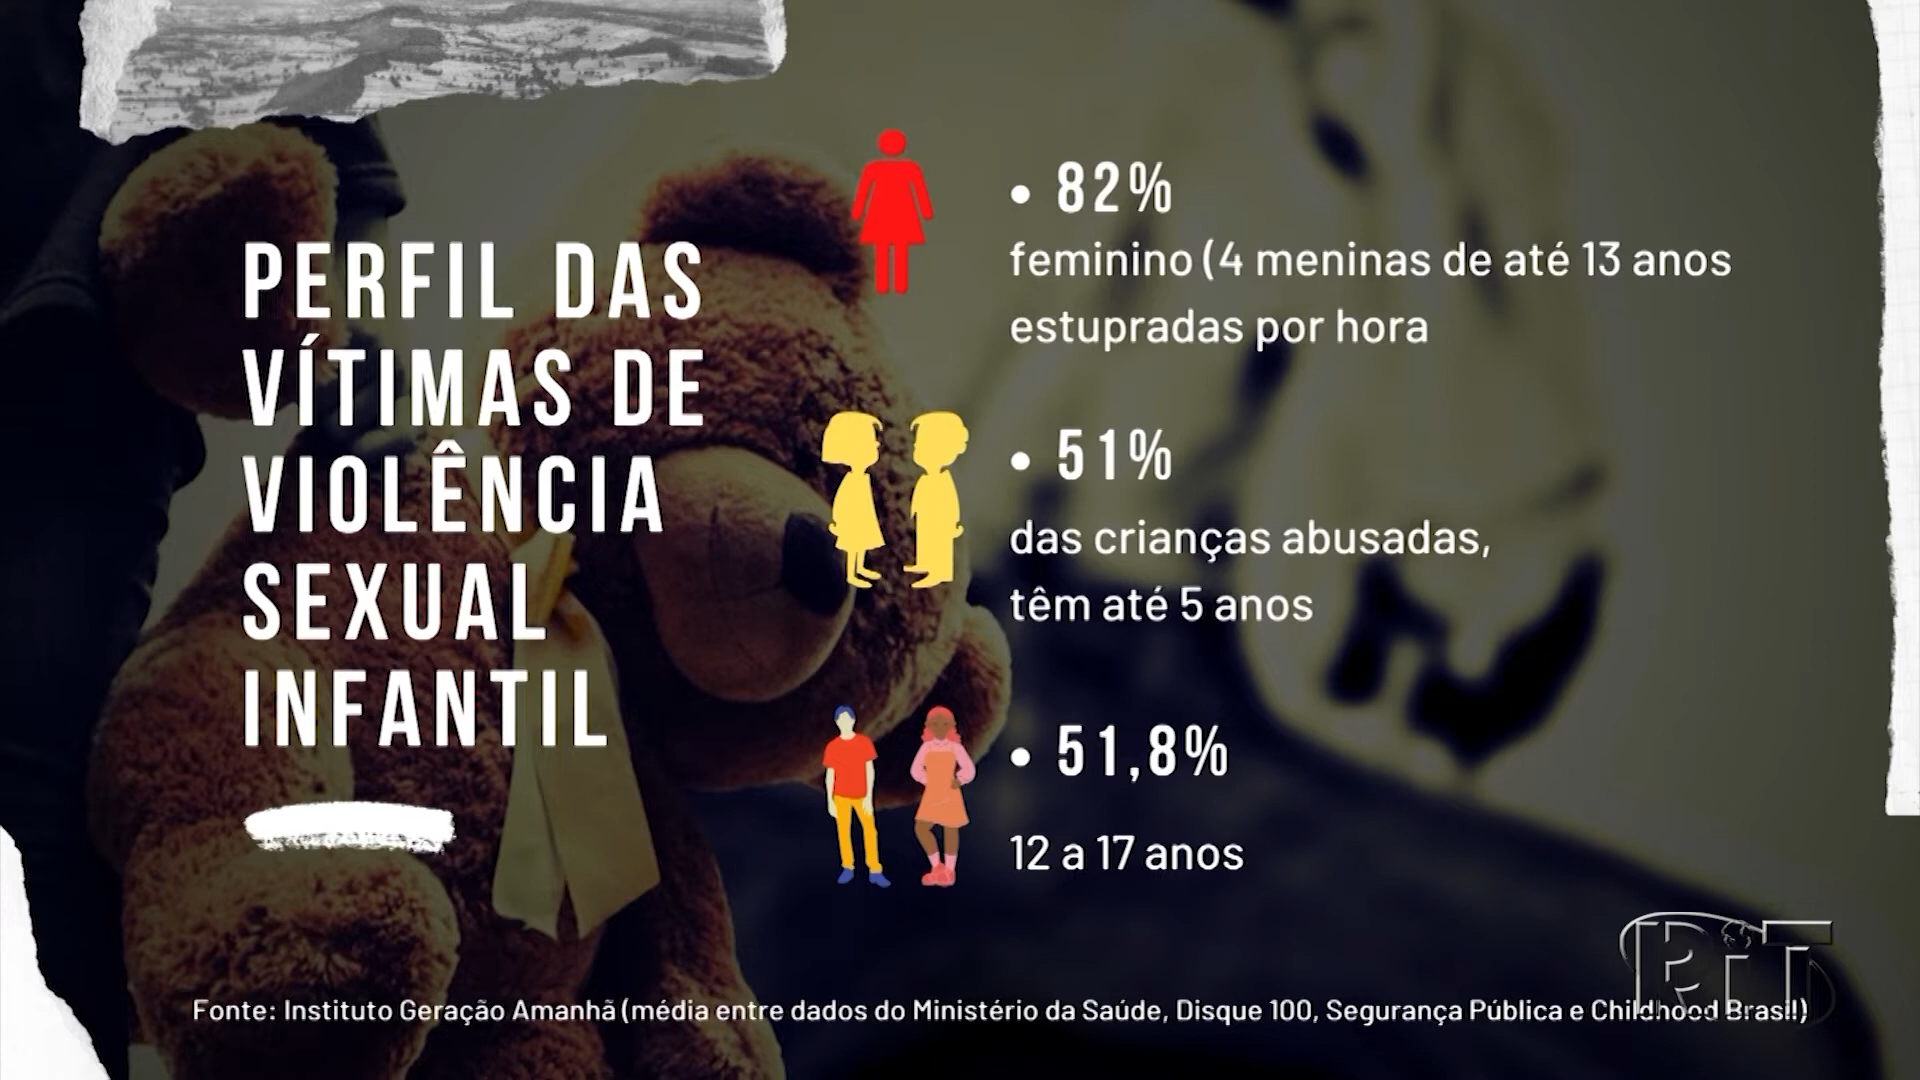 PERFIL DAS
VÍTIMAS DE
VIOLÊNCIA
SEXUAL
INFANTIL
• 82%
feminino (4 meninas de até 13 anos
estupradas por hora
• 51%
das crianças abusadas,
têm até 5 anos
• 51,8%
12 a 17 anos
RiT
Fonte: Instituto Geração Amanhã (média entre dados do Ministério da Saúde, Disque 100, Segurança Pública e Childhood Brasil)